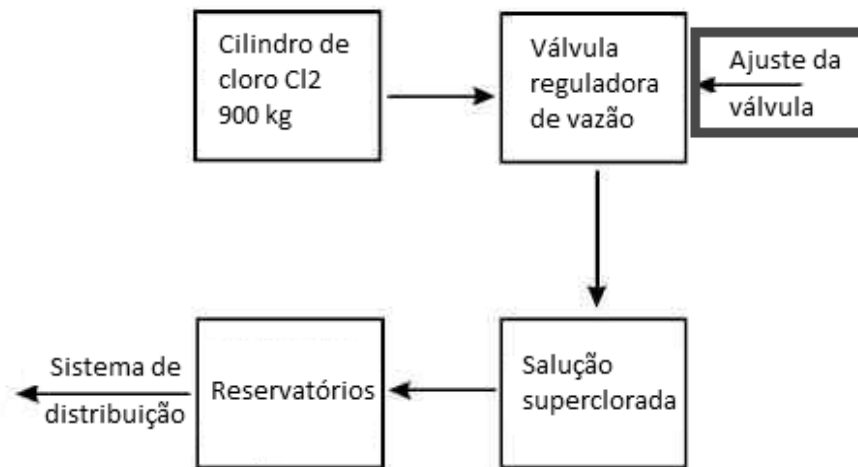 Cilindro de
cloro Cl2
900 kg
Válvula
reguladora
de vazão
Ajuste da
válvula
Sistema de
distribuição
Reservatórios
Salução
superclorada